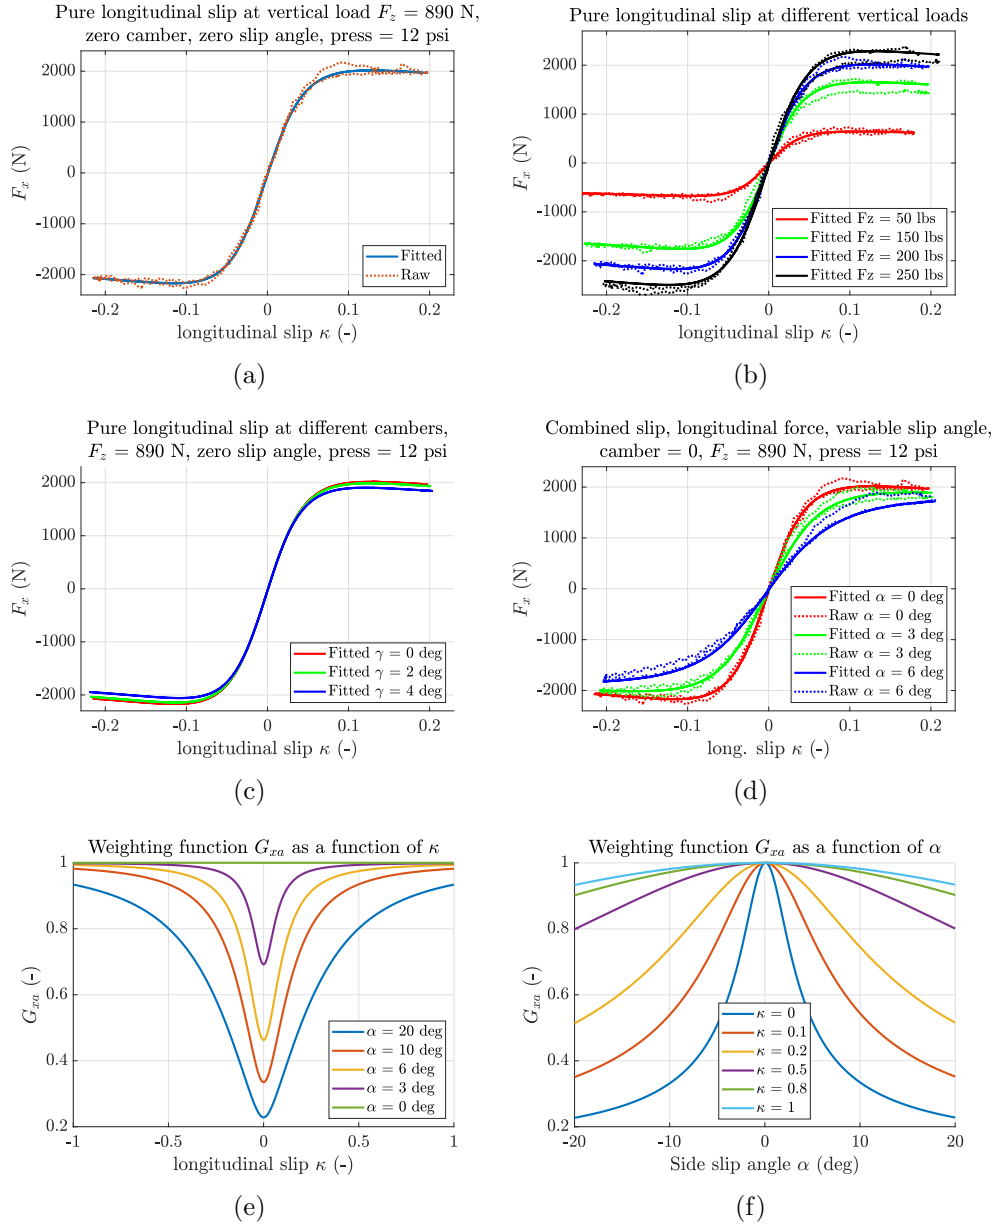 Pure longitudinal slip at vertical load F_z = 890 N,
zero camber, zero slip angle, press = 12 psi
2000
1000
0
-1000
-2000
F_x (N)
Fitted
Raw
-0.2 -0.1 0 0.1 0.2
longitudinal slip κ (-)
(a)
Pure longitudinal slip at different vertical loads
2000
1000
0
-1000
-2000
F_x (N)
Fitted Fz = 50 lbs
Fitted Fz = 150 lbs
Fitted Fz = 200 lbs
Fitted Fz = 250 lbs
-0.2 -0.1 0 0.1 0.2
longitudinal slip κ (-)
(b)
Pure longitudinal slip at different cambers,
F_z = 890 N, zero slip angle, press = 12 psi
2000
1000
0
-1000
-2000
F_x (N)
Fitted γ = 0 deg
Fitted γ = 2 deg
Fitted γ = 4 deg
-0.2 -0.1 0 0.1 0.2
longitudinal slip κ (-)
(c)
Combined slip, longitudinal force, variable slip angle,
camber = 0, F_z = 890 N, press = 12 psi
2000
1000
0
-1000
-2000
F_x (N)
Fitted α = 0 deg
Raw α = 0 deg
Fitted α = 3 deg
Raw α = 3 deg
Fitted α = 6 deg
Raw α = 6 deg
-0.2 -0.1 0 0.1 0.2
long. slip κ (-)
(d)
Weighting function G_xa as a function of κ
1
0.8
0.6
0.4
0.2
G_xa (-)
α = 20 deg
α = 10 deg
α = 6 deg
α = 3 deg
α = 0 deg
-1 -0.5 0 0.5 1
longitudinal slip κ (-)
(e)
Weighting function G_xa as a function of α
1
0.8
0.6
0.4
0.2
G_xa (-)
κ = 0
κ = 0.1
κ = 0.2
κ = 0.5
κ = 0.8
κ = 1
-20 -10 0 10 20
Side slip angle α (deg)
(f)